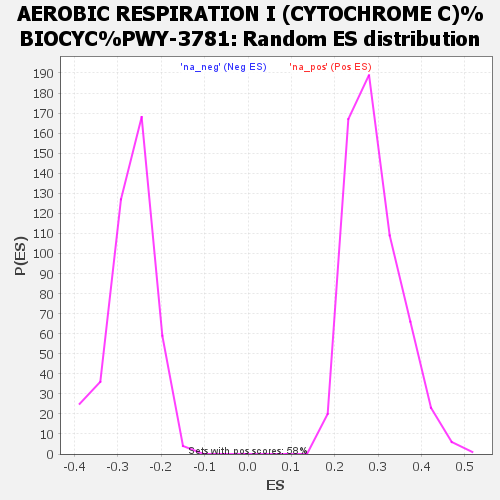 AEROBIC RESPIRATION I (CYTOCHROME C)%
BIOCYC%PWY-3781: Random ES distribution
'na_neg' (Neg ES) 'na_pos' (Pos ES)
190
180
170
160
150
140
130
120
110
100
90
80
70
60
50
40
30
20
10
0
P(ES)
Sets with pos scores: 58%
-0.4 -0.3 -0.2 -0.1 0.0 0.1 0.2 0.3 0.4 0.5
ES